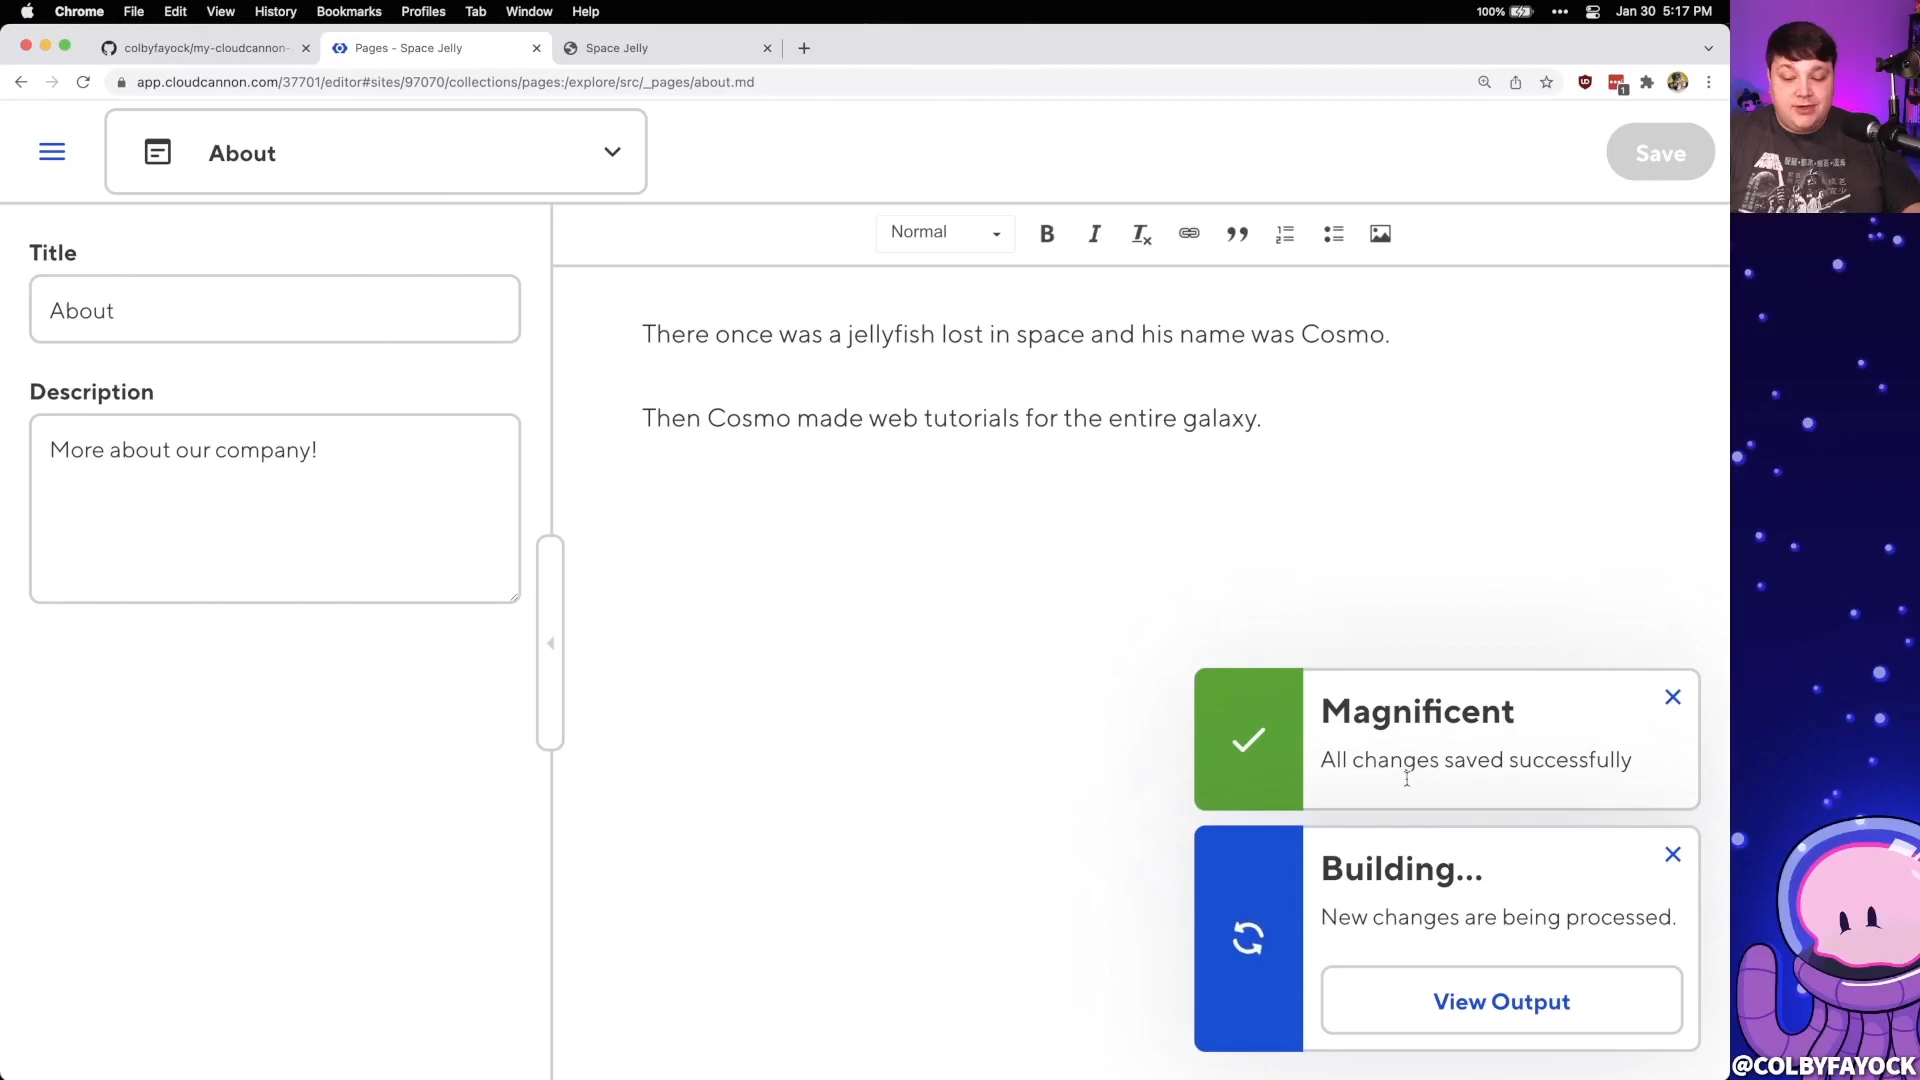 Chrome File Edit View History Bookmarks Profiles Tab Window Help 100% Jan 30 5:17 PM
colbyfayock/my-cloudcannon- Pages - Space Jelly Space Jelly
app.cloudcannon.com/37701/editor#sites/97070/collections/pages:/explore/src/_pages/about.md 1
About Save
Normal B I
Title
About
There once was a jellyfish lost in space and his name was Cosmo.
Description
Then Cosmo made web tutorials for the entire galaxy.
More about our company!
Magnificent
All changes saved successfully
Building...
New changes are being processed.
View Output
@COLBYFAYOCK